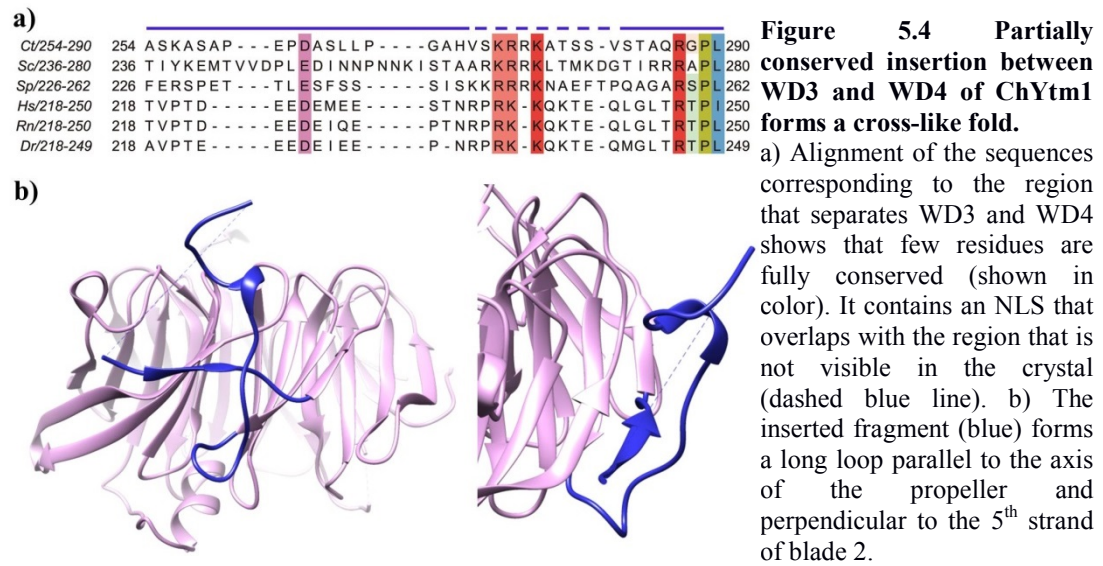 a)
Ct/254-290 254 ASKASAP---EPDASLLP----GAHVSKRRKATSS-VSTAQRGPL 290
Sc/236-280 236 TIYKEMTVVDPLEDINNPNNKISTAARKRRKLTMKDGTIRRRAPL 280
Sp/226-262 226 FERSPET---TLESFSS-----SISKKRRRKNAEFTPQAGARSPL 262
Hs/218-250 218 TVPTD-----EEDEMEE-----STNRPRK-KQKTE-QLGLTRTPI 250
Rn/218-250 218 TVPTD-----EEDEIQE-----PTNRPRK-KQKTE-QLGLTRTPL 250
Dr/218-249 218 AVPTE-----EEDEIEE-----P-NRPRK-KQKTE-QMGLTRTPL 249
b)
Figure 5.4 Partially
conserved insertion between
WD3 and WD4 of ChYtm1
forms a cross-like fold.
a) Alignment of the sequences
corresponding to the region
that separates WD3 and WD4
shows that few residues are
fully conserved (shown in
color). It contains an NLS that
overlaps with the region that is
not visible in the crystal
(dashed blue line). b) The
inserted fragment (blue) forms
a long loop parallel to the axis
of the propeller and
perpendicular to the 5th strand
of blade 2.